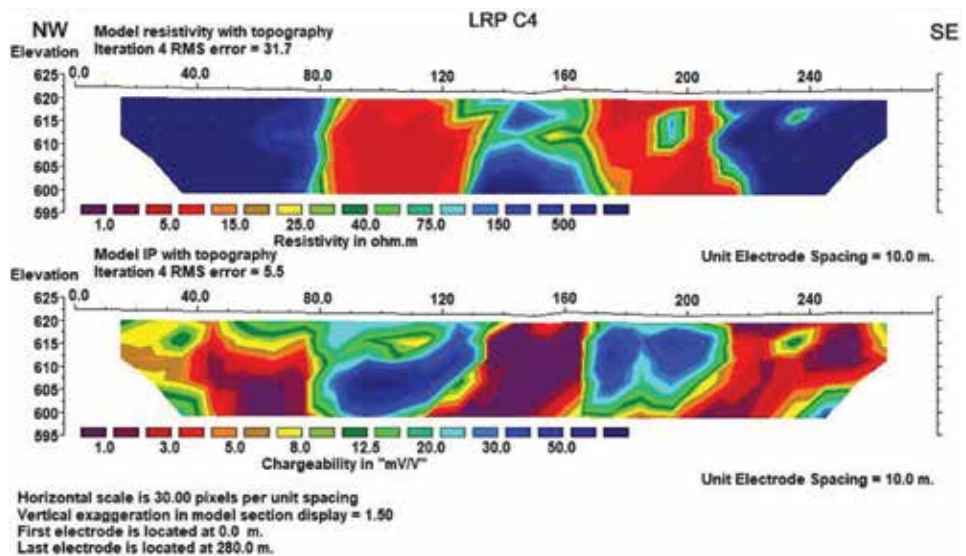 LRP C4
NW
SE
Model resistivity with topography
Elevation Iteration 4 RMS error = 31.7
0.0 40.0 80.0 120 160 200 240
625
620
615
610
605
600
595
1.0 5.0 15.0 25.0 40.0 75.0 150 500
Resistivity in ohm.m
Unit Electrode Spacing = 10.0 m.
Model IP with topography
Elevation Iteration 4 RMS error = 5.5
0.0 40.0 80.0 120 160 200 240
625
620
615
610
605
600
595
1.0 3.0 5.0 8.0 12.5 20.0 30.0 50.0
Chargeability in "mV/V"
Unit Electrode Spacing = 10.0 m.
Horizontal scale is 30.00 pixels per unit spacing
Vertical exaggeration in model section display = 1.50
First electrode is located at 0.0 m.
Last electrode is located at 280.0 m.